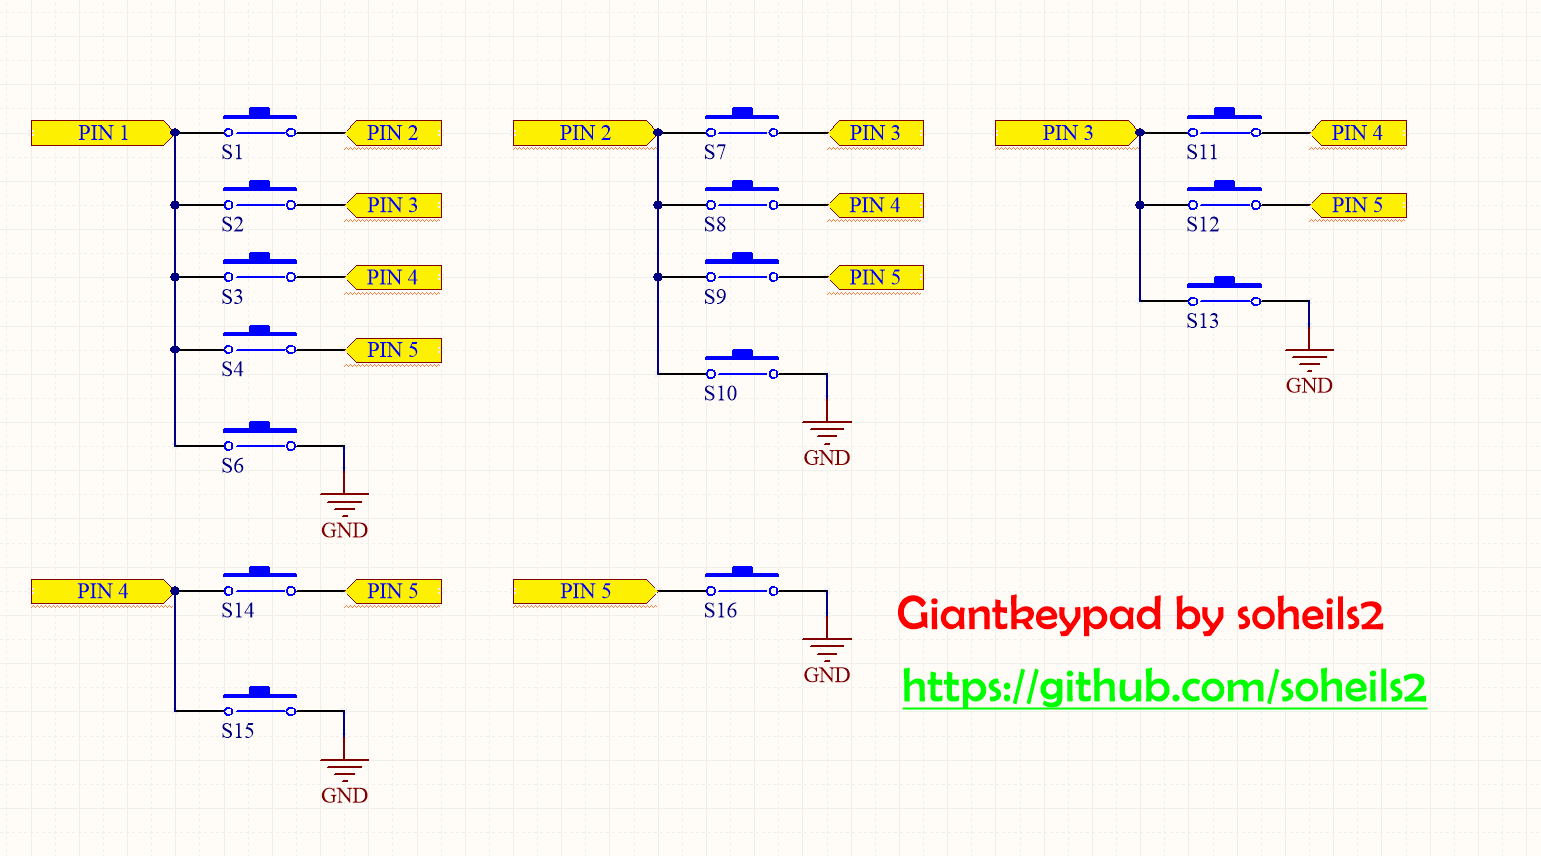 PIN 1 PIN 2
S1
PIN 3
S2
PIN 4
S3
PIN 5
S4
S6
GND
PIN 2 PIN 3
S7
PIN 4
S8
PIN 5
S9
S10
GND
PIN 3 PIN 4
S11
PIN 5
S12
S13
GND
PIN 4 PIN 5
S14
S15
GND
PIN 5
S16
GND
Giantkeypad by soheils2
https://github.com/soheils2